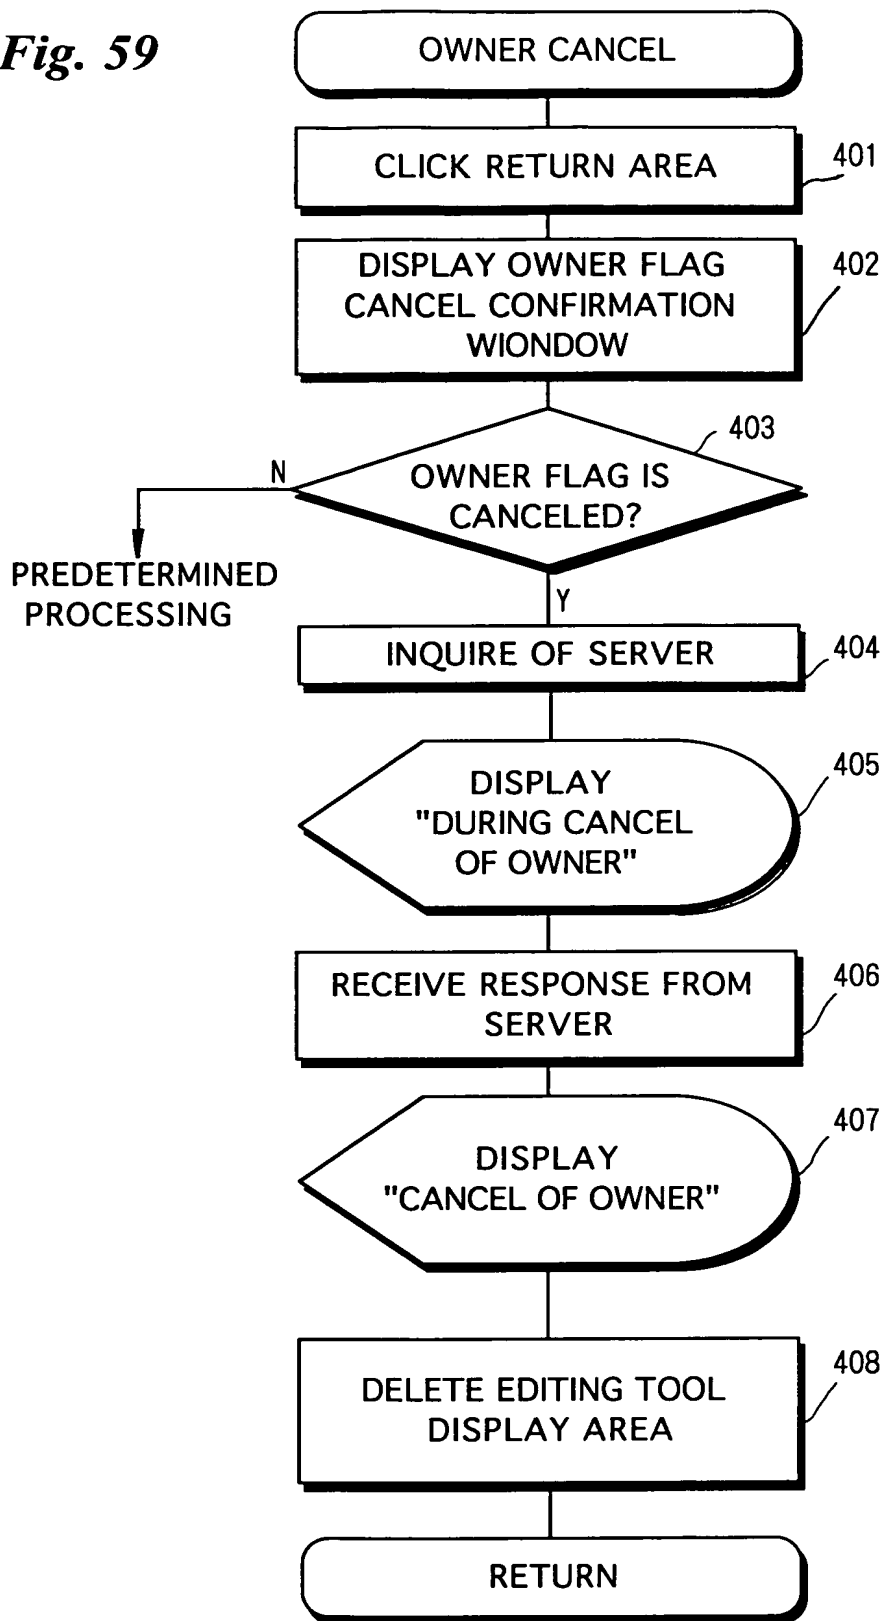 Fig. 59
OWNER CANCEL
CLICK RETURN AREA
401
DISPLAY OWNER FLAG
CANCEL CONFIRMATION
WIONDOW
402
403
OWNER FLAG IS
CANCELED?
N
PREDETERMINED
PROCESSING
Y
INQUIRE OF SERVER
404
DISPLAY
"DURING CANCEL
OF OWNER"
405
RECEIVE RESPONSE FROM
SERVER
406
DISPLAY
"CANCEL OF OWNER"
407
DELETE EDITING TOOL
DISPLAY AREA
408
RETURN